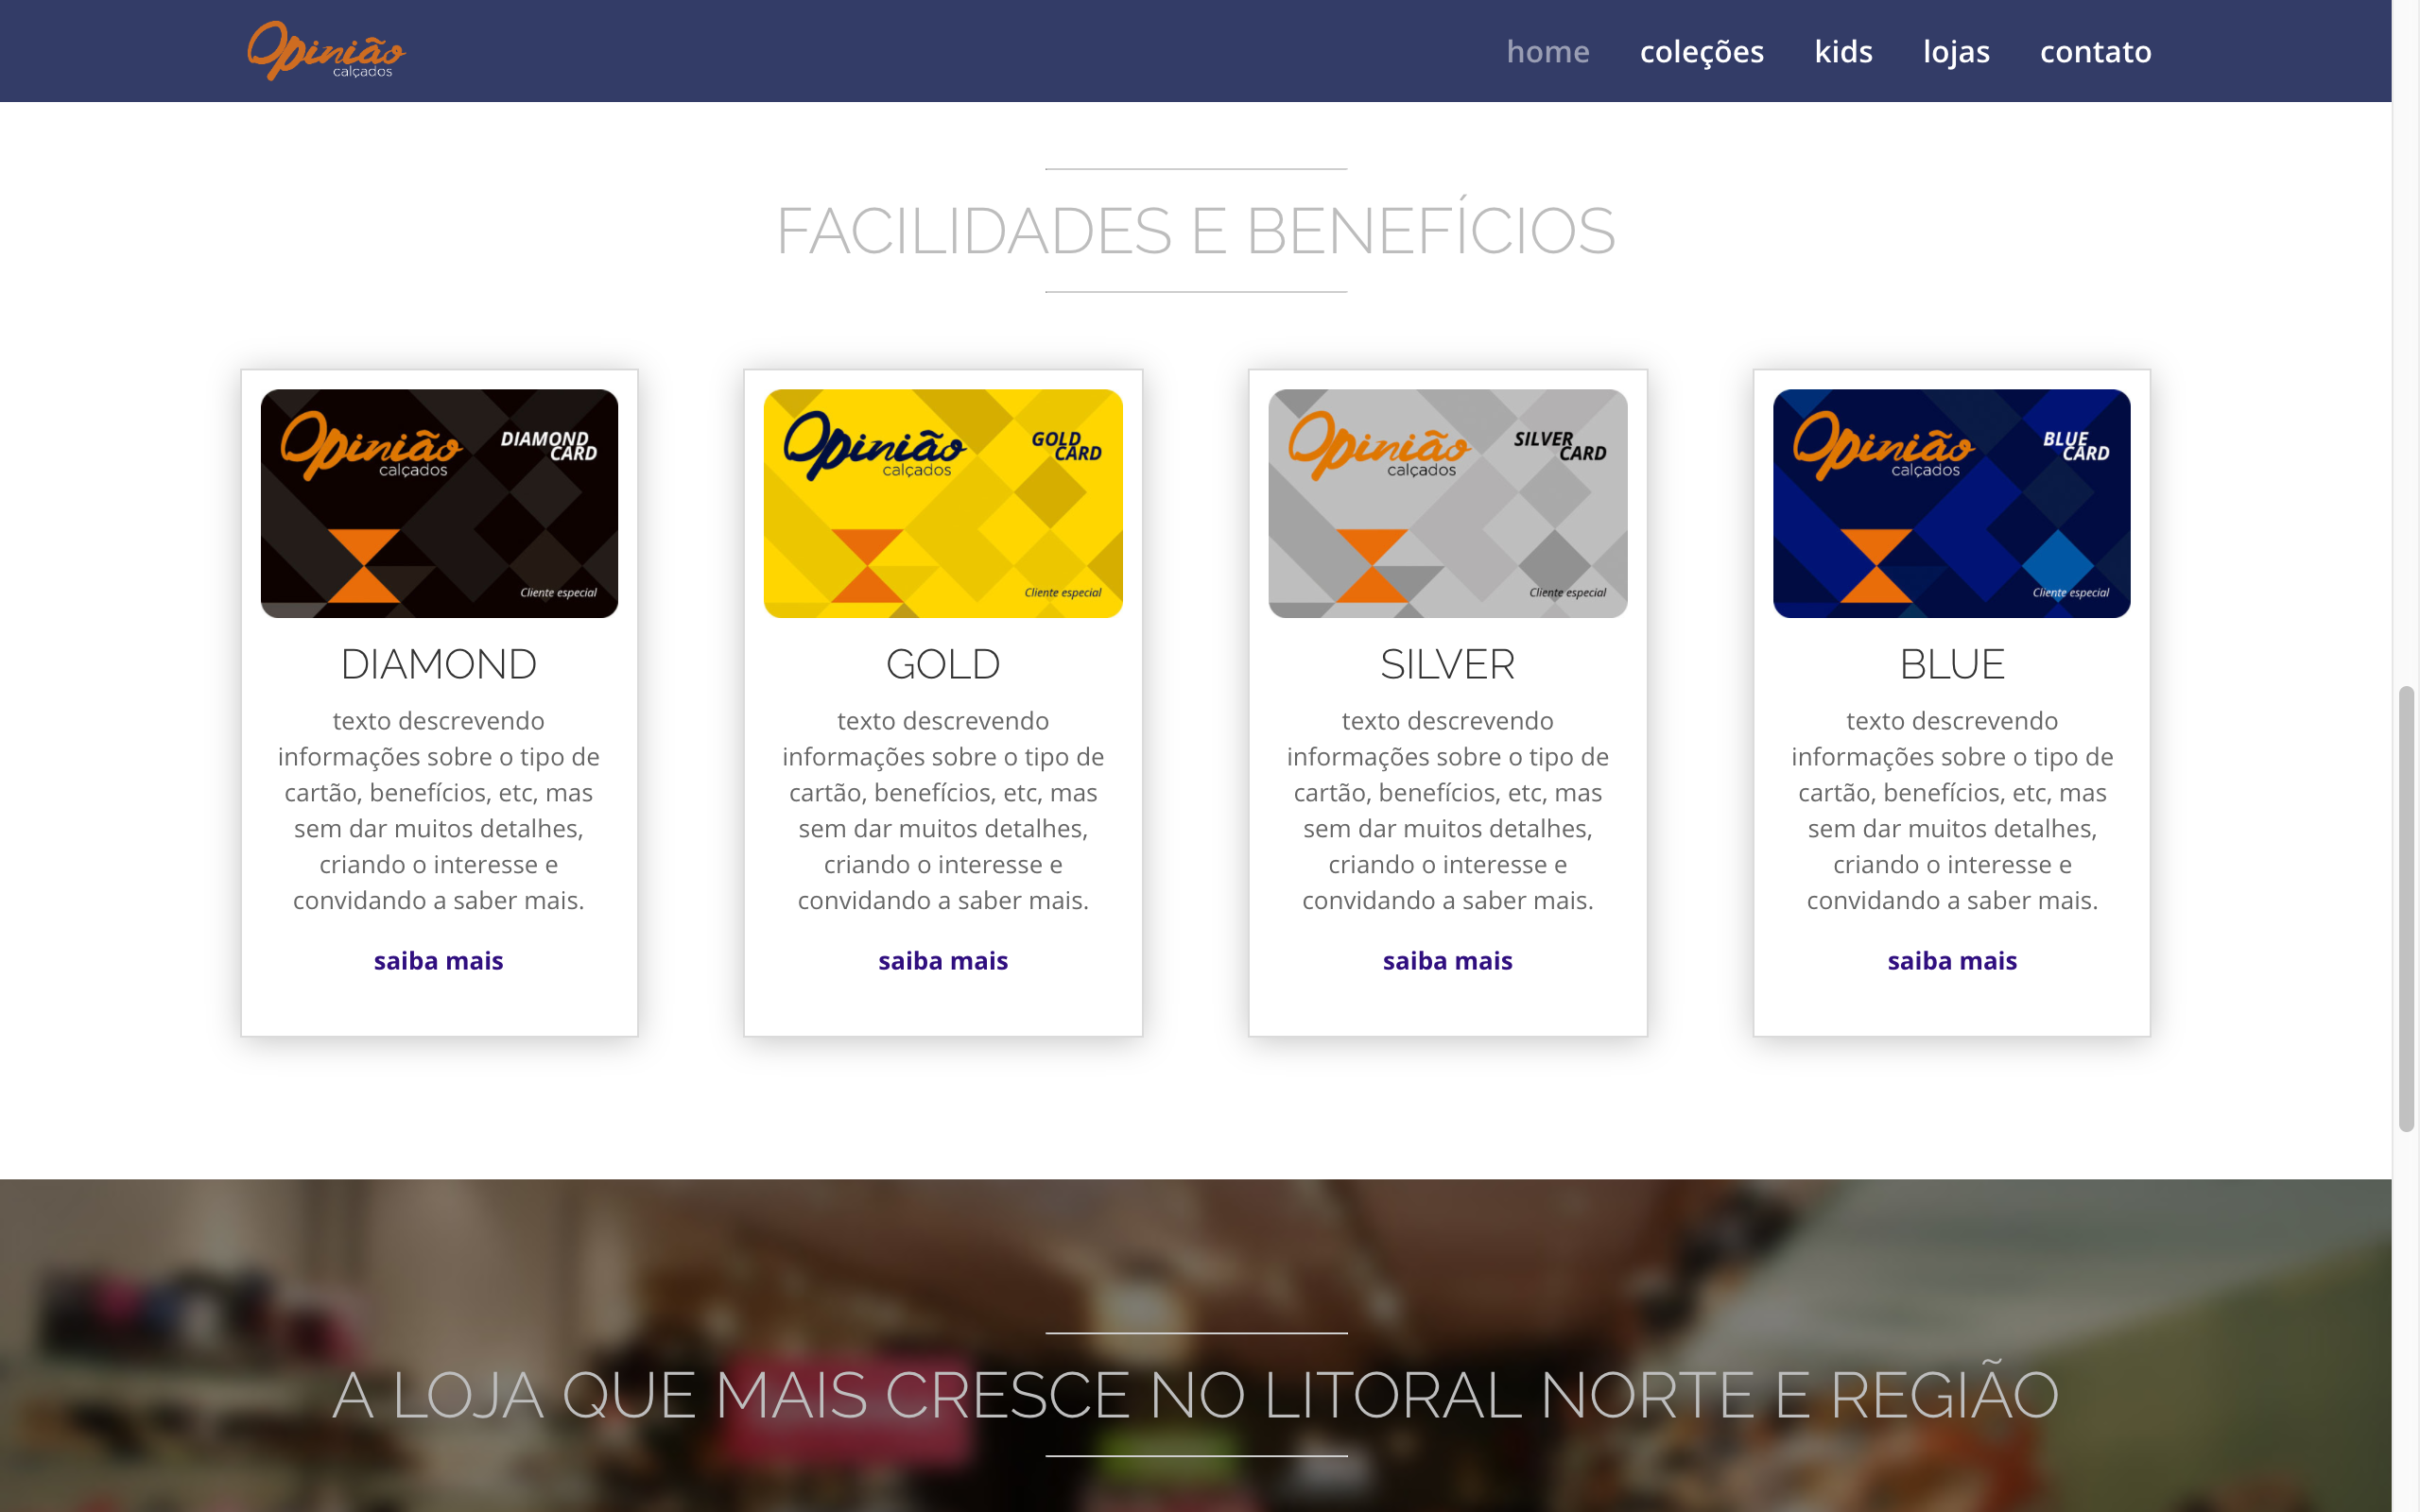 Opinião
calçados
home coleções kids lojas contato
FACILIDADES E BENEFÍCIOS
Opinião
calçados
DIAMOND
CARD
Cliente especial
DIAMOND
texto descrevendo
informações sobre o tipo de
cartão, benefícios, etc, mas
sem dar muitos detalhes,
criando o interesse e
convidando a saber mais.
saiba mais
Opinião
calçados
GOLD
CARD
Cliente especial
GOLD
texto descrevendo
informações sobre o tipo de
cartão, benefícios, etc, mas
sem dar muitos detalhes,
criando o interesse e
convidando a saber mais.
saiba mais
Opinião
calçados
SILVER
CARD
Cliente especial
SILVER
texto descrevendo
informações sobre o tipo de
cartão, benefícios, etc, mas
sem dar muitos detalhes,
criando o interesse e
convidando a saber mais.
saiba mais
Opinião
calçados
BLUE
CARD
Cliente especial
BLUE
texto descrevendo
informações sobre o tipo de
cartão, benefícios, etc, mas
sem dar muitos detalhes,
criando o interesse e
convidando a saber mais.
saiba mais
A LOJA QUE MAIS CRESCE NO LITORAL NORTE E REGIÃO